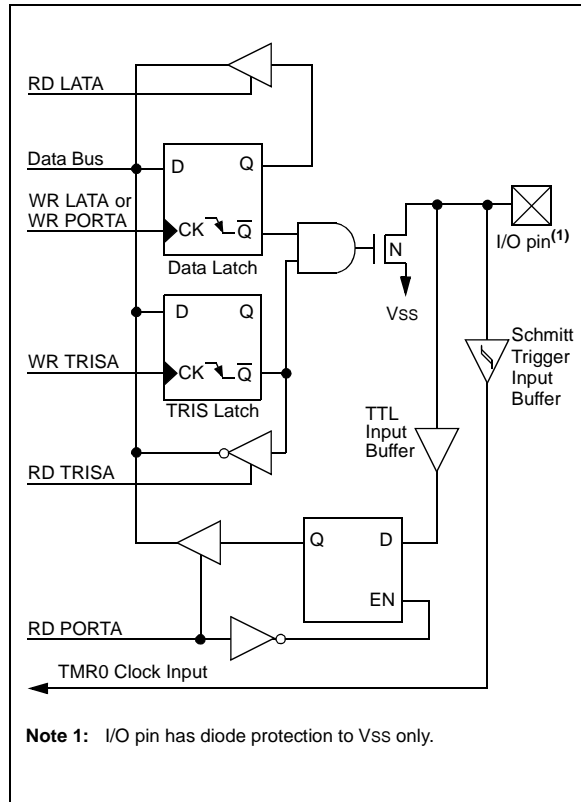 RD LATA
Data Bus
D
Q
WR LATA or
WR PORTA
CK
Q
Data Latch
N
I/O pin(1)
VSS
D
Q
WR TRISA
CK
Q
TRIS Latch
Schmitt
Trigger
Input
Buffer
TTL
Input
Buffer
RD TRISA
Q
D
EN
RD PORTA
TMR0 Clock Input
Note 1: I/O pin has diode protection to VSS only.